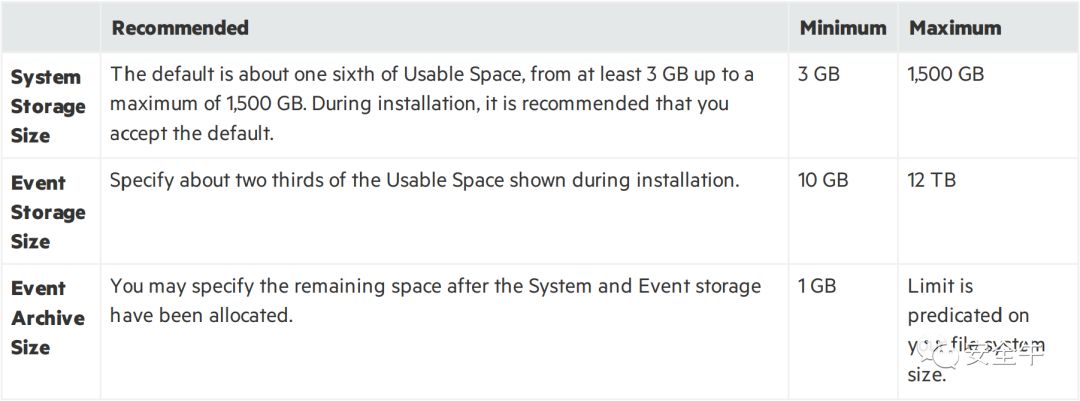 Recommended Minimum Maximum
System The default is about one sixth of Usable Space, from at least 3 GB up to a 3 GB 1,500 GB
Storage maximum of 1,500 GB. During installation, it is recommended that you
Size accept the default.
Event Specify about two thirds of the Usable Space shown during installation. 10 GB 12 TB
Storage
Size
Event You may specify the remaining space after the System and Event storage 1 GB Limit is
Archive have been allocated. predicated on
Size file system
安全牛
size.